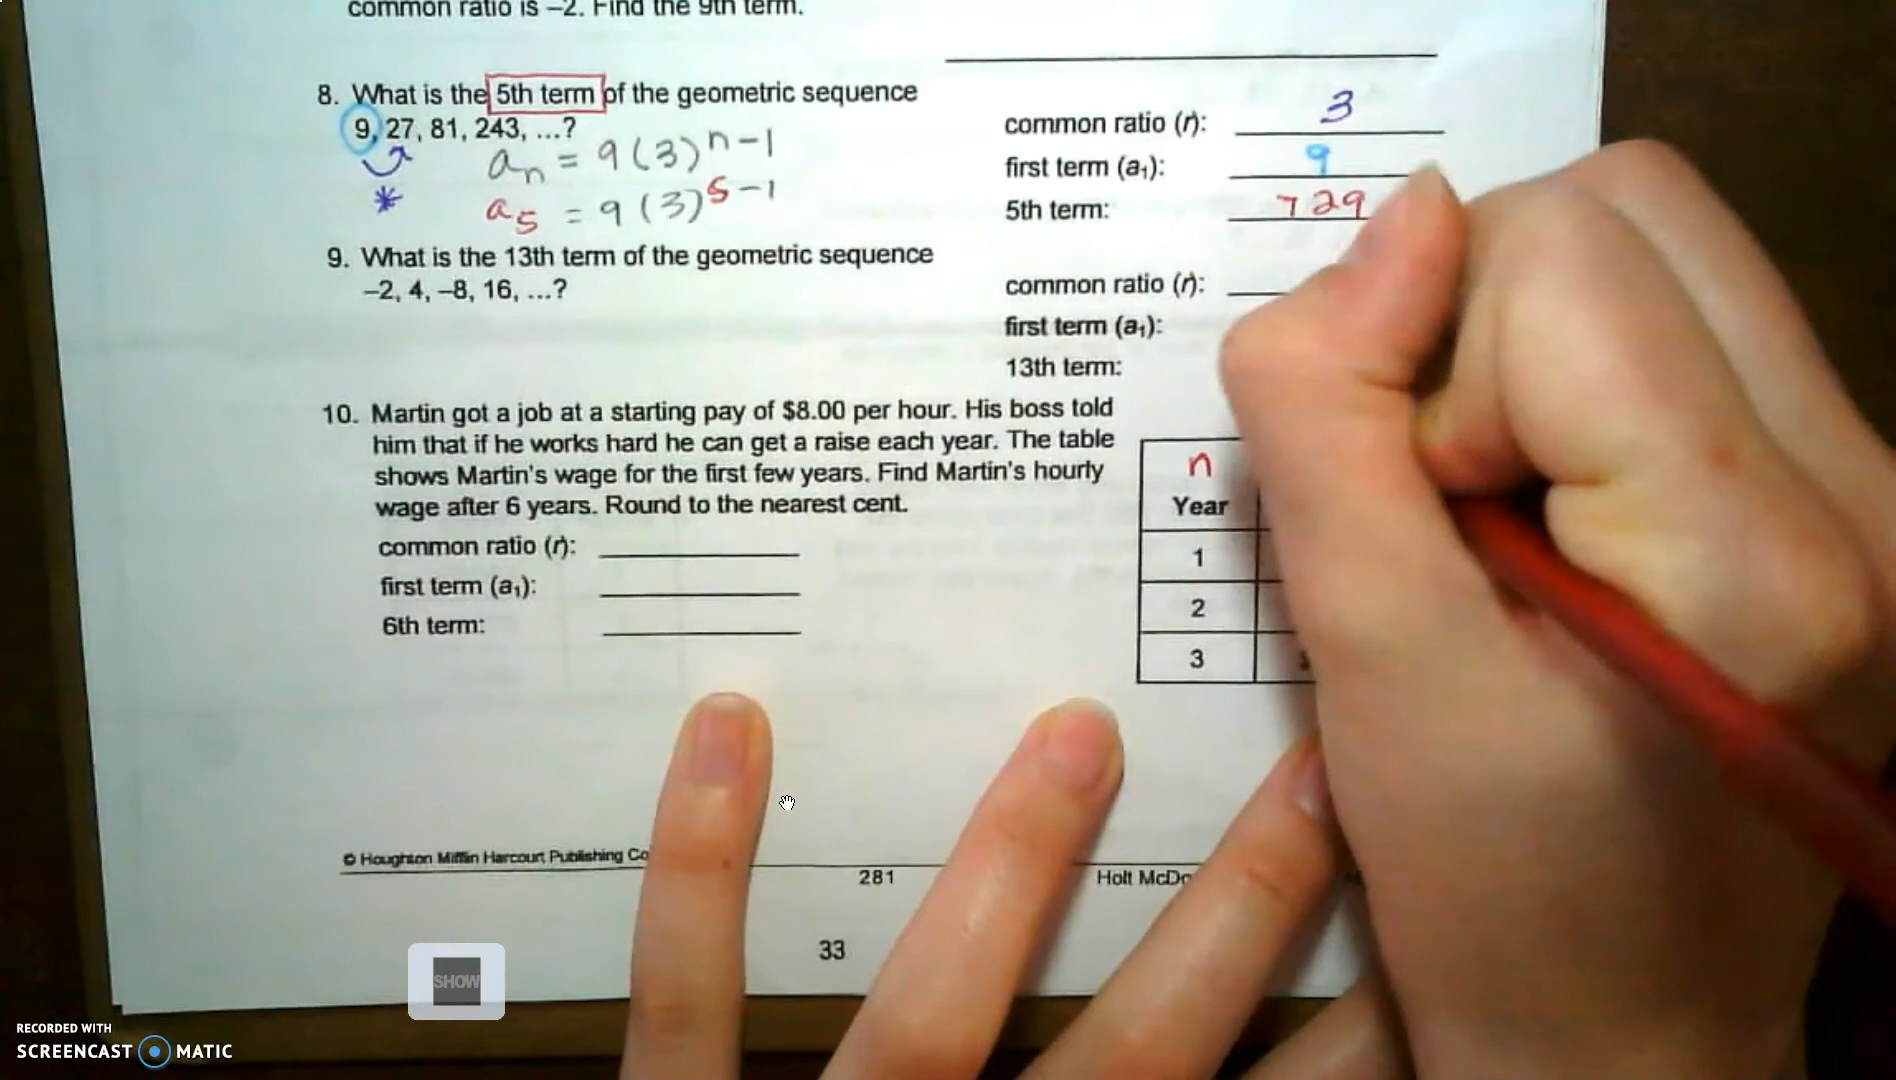 common ratio is –2. Find the 9th term.
8. What is the 5th term of the geometric sequence
9, 27, 81, 243, ...?
a_n = 9(3)^n-1
* a_5 = 9(3)^5-1
common ratio (r): 3
first term (a₁): 9
5th term: 729
9. What is the 13th term of the geometric sequence
–2, 4, –8, 16, ...?
common ratio (r):
first term (a₁):
13th term:
10. Martin got a job at a starting pay of $8.00 per hour. His boss told
him that if he works hard he can get a raise each year. The table
shows Martin's wage for the first few years. Find Martin's hourly
wage after 6 years. Round to the nearest cent.
common ratio (r):
first term (a₁):
6th term:
n
Year
1
2
3
© Houghton Mifflin Harcourt Publishing Co
281
Holt McDo
33
SHOW
RECORDED WITH
SCREENCAST MATIC